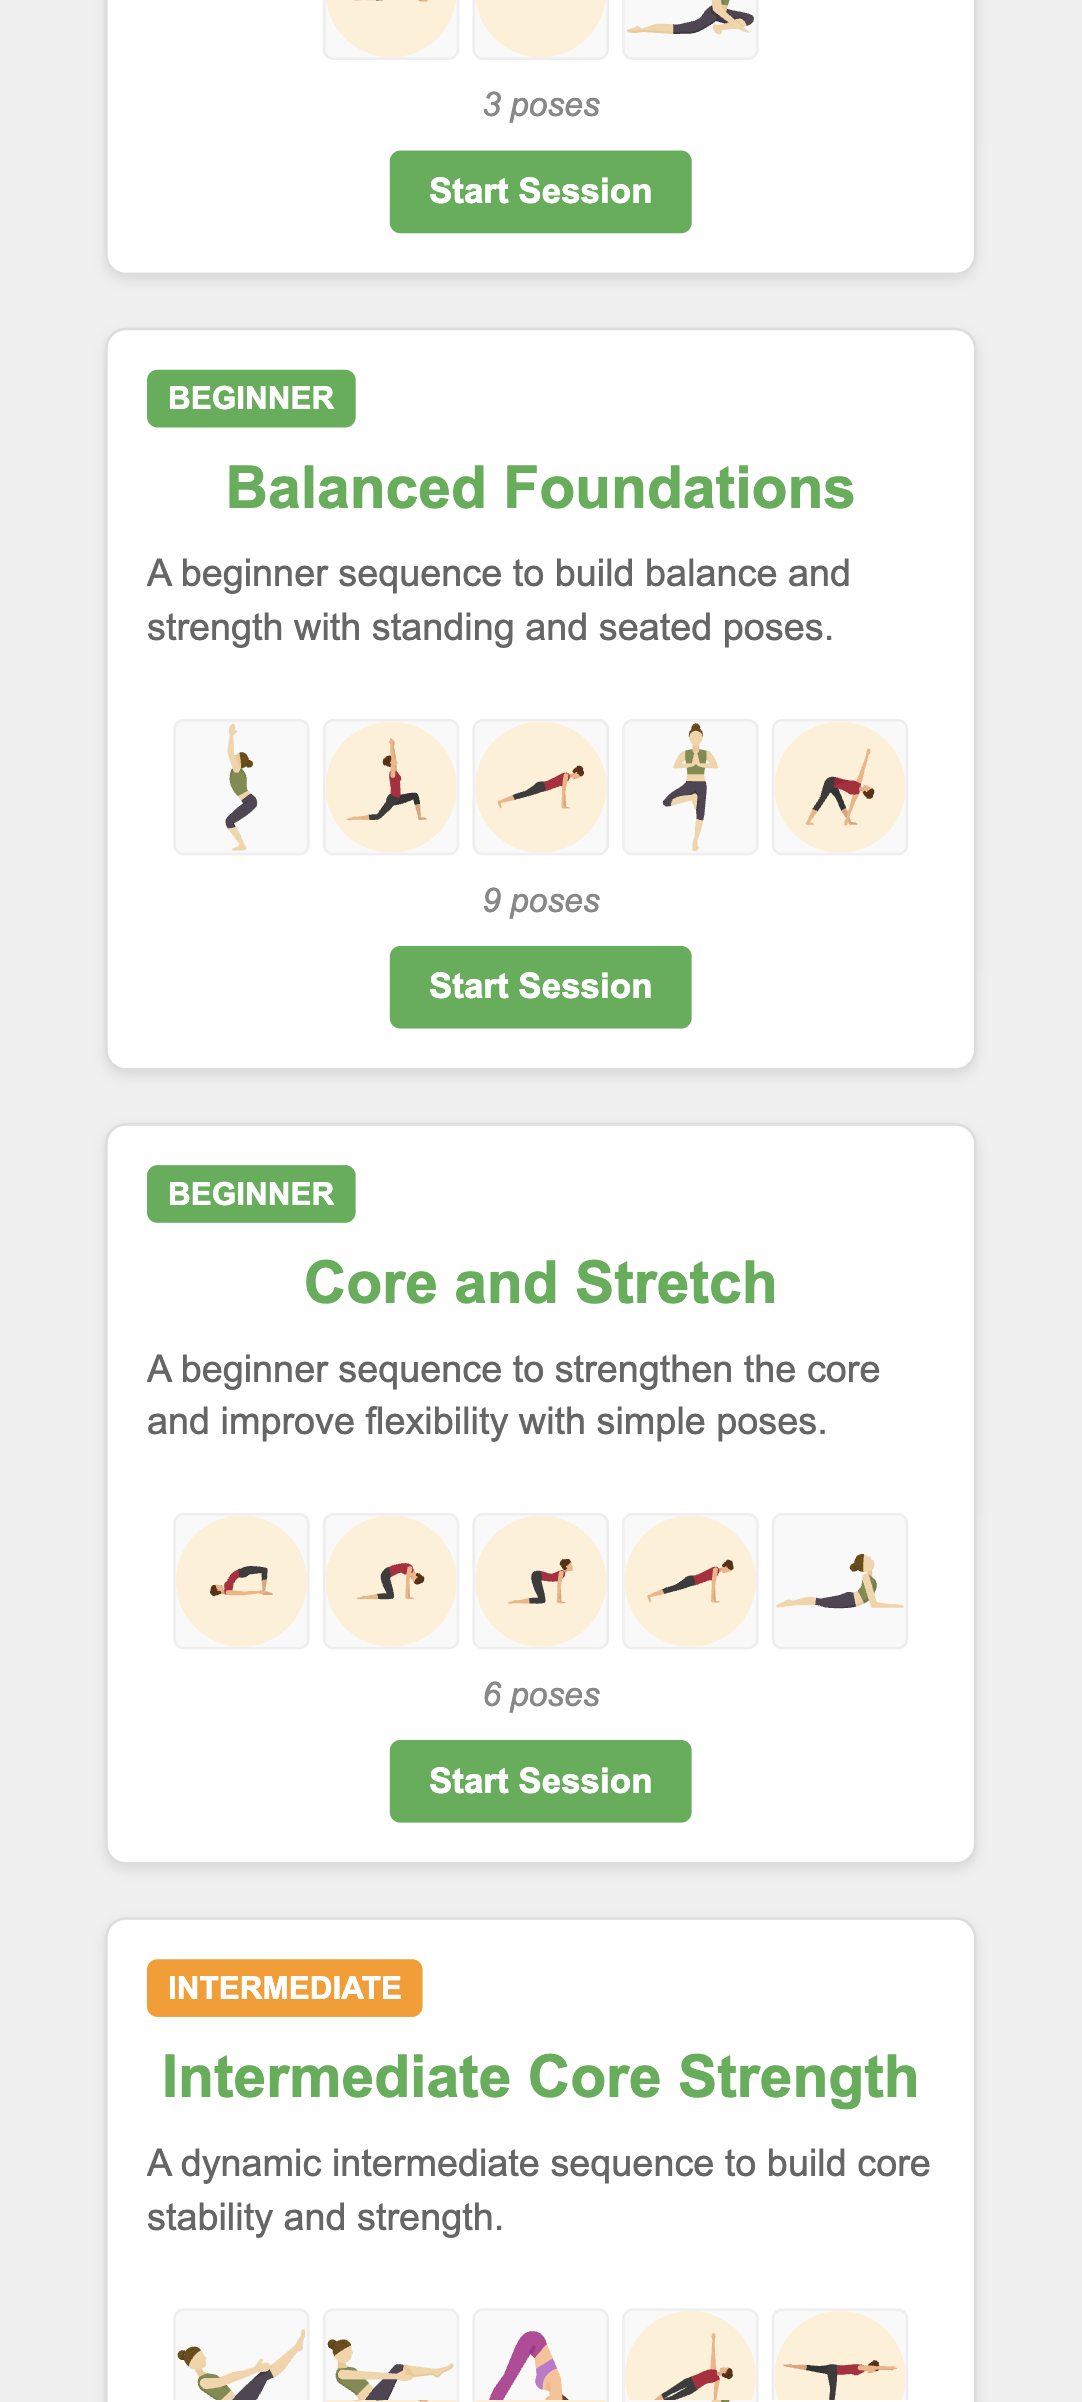 3 poses
Start Session
BEGINNER
Balanced Foundations
A beginner sequence to build balance and
strength with standing and seated poses.
9 poses
Start Session
BEGINNER
Core and Stretch
A beginner sequence to strengthen the core
and improve flexibility with simple poses.
6 poses
Start Session
INTERMEDIATE
Intermediate Core Strength
A dynamic intermediate sequence to build core
stability and strength.